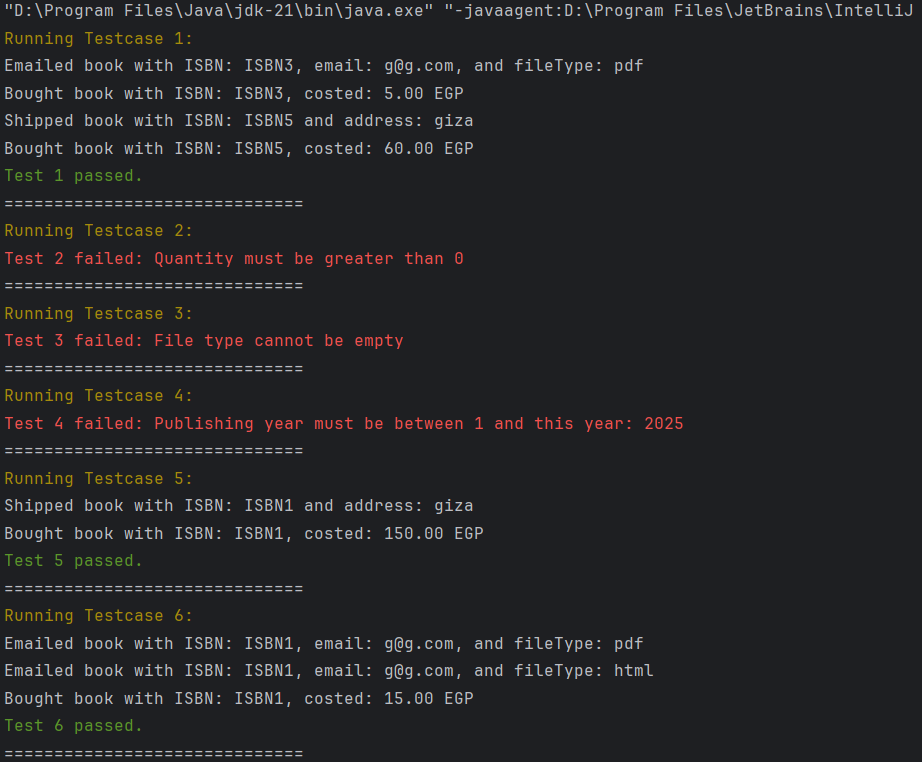 "D:\Program Files\Java\jdk-21\bin\java.exe" "-javaagent:D:\Program Files\JetBrains\IntelliJ
Running Testcase 1:
Emailed book with ISBN: ISBN3, email: g@g.com, and fileType: pdf
Bought book with ISBN: ISBN3, costed: 5.00 EGP
Shipped book with ISBN: ISBN5 and address: giza
Bought book with ISBN: ISBN5, costed: 60.00 EGP
Test 1 passed.
==============================
Running Testcase 2:
Test 2 failed: Quantity must be greater than 0
==============================
Running Testcase 3:
Test 3 failed: File type cannot be empty
==============================
Running Testcase 4:
Test 4 failed: Publishing year must be between 1 and this year: 2025
==============================
Running Testcase 5:
Shipped book with ISBN: ISBN1 and address: giza
Bought book with ISBN: ISBN1, costed: 150.00 EGP
Test 5 passed.
==============================
Running Testcase 6:
Emailed book with ISBN: ISBN1, email: g@g.com, and fileType: pdf
Emailed book with ISBN: ISBN1, email: g@g.com, and fileType: html
Bought book with ISBN: ISBN1, costed: 15.00 EGP
Test 6 passed.
==============================